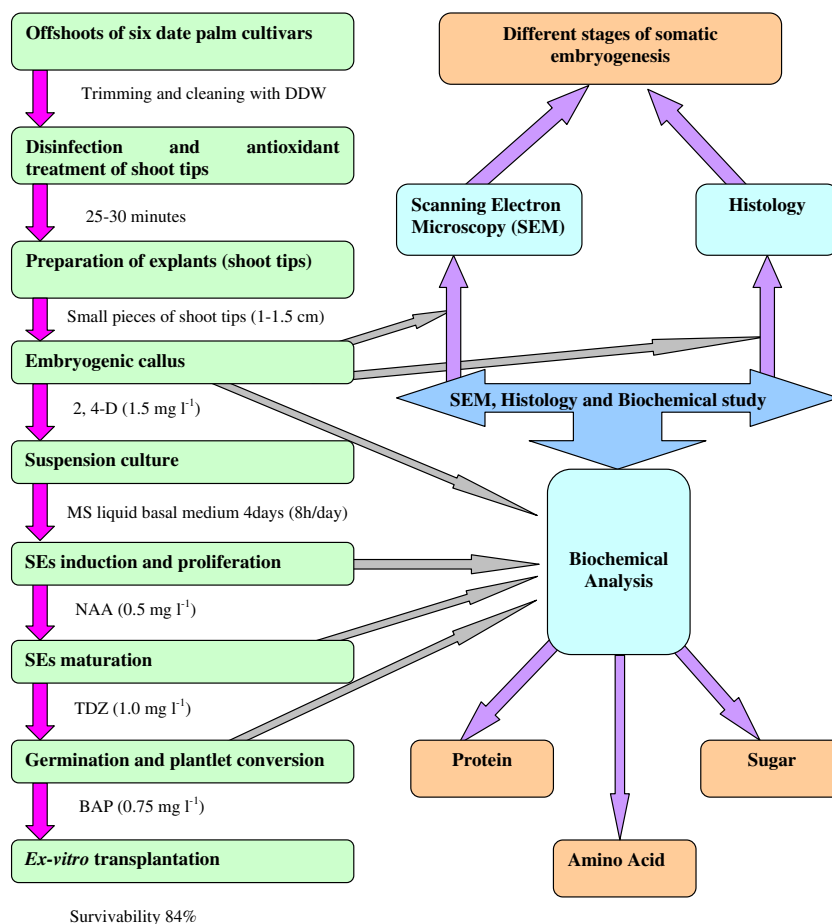 Offshoots of six date palm cultivars
Trimming and cleaning with DDW
Disinfection and antioxidant
treatment of shoot tips
25-30 minutes
Preparation of explants (shoot tips)
Small pieces of shoot tips (1-1.5 cm)
Embryogenic callus
2, 4-D (1.5 mg l⁻¹)
Suspension culture
MS liquid basal medium 4days (8h/day)
SEs induction and proliferation
NAA (0.5 mg l⁻¹)
SEs maturation
TDZ (1.0 mg l⁻¹)
Germination and plantlet conversion
BAP (0.75 mg l⁻¹)
Ex-vitro transplantation
Survivability 84%
Different stages of somatic
embryogenesis
Scanning Electron
Microscopy (SEM)
Histology
SEM, Histology and Biochemical study
Biochemical
Analysis
Protein
Sugar
Amino Acid